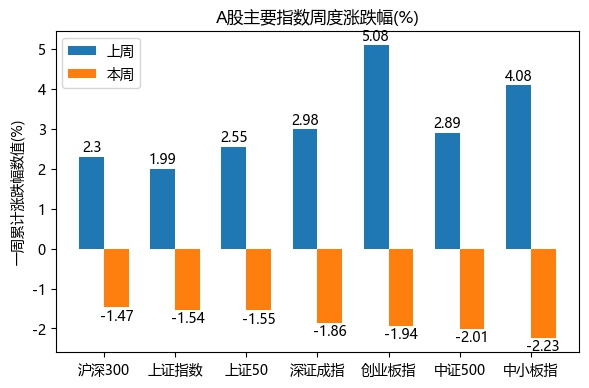 A股主要指数周度涨跌幅(%)
上周
本周
一周累计涨跌幅数值(%)
5
4
3
2
1
0
-1
-2
2.3
1.99
2.55
2.98
5.08
2.89
4.08
-1.47
-1.54
-1.55
-1.86
-1.94
-2.01
-2.23
沪深300
上证指数
上证50
深证成指
创业板指
中证500
中小板指